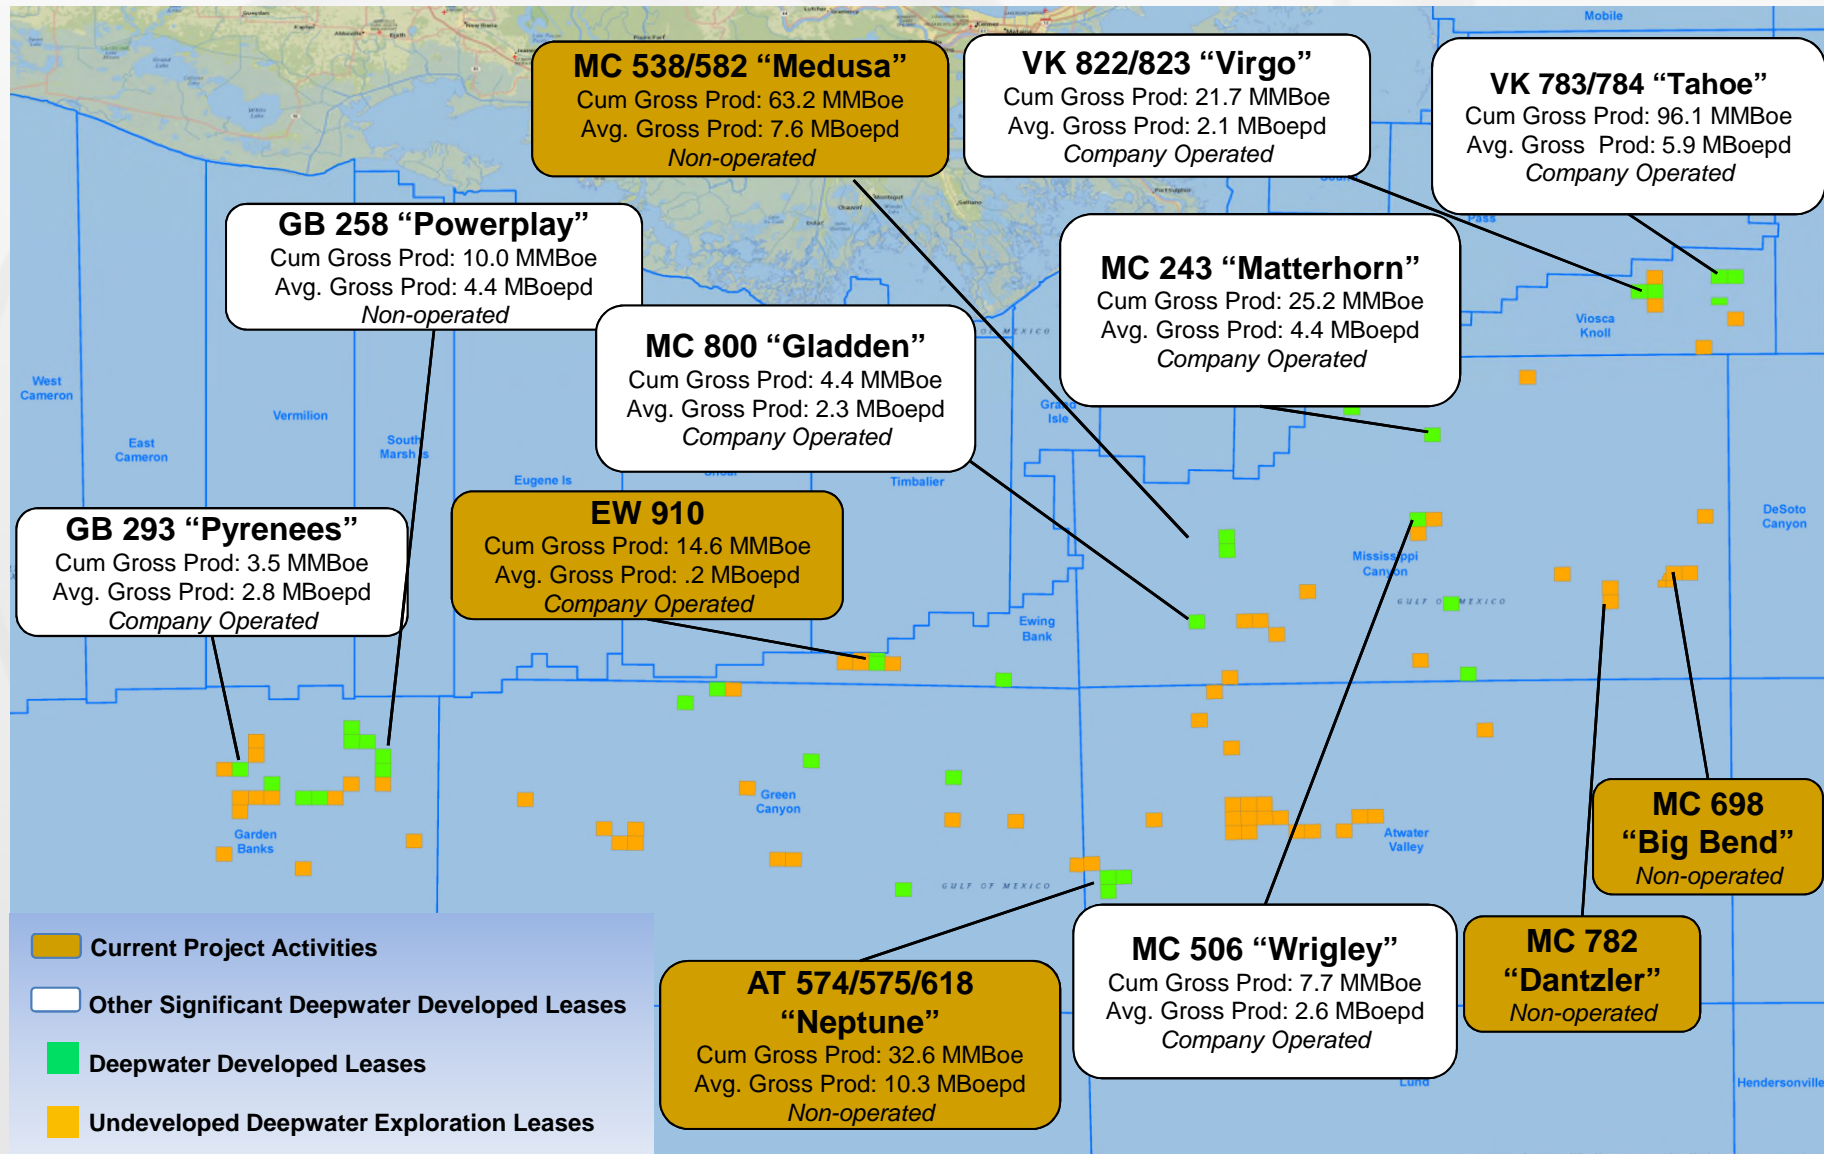 Mobile
MC 538/582 “Medusa”
Cum Gross Prod: 63.2 MMBoe
Avg. Gross Prod: 7.6 MBoepd
Non-operated
VK 822/823 “Virgo”
Cum Gross Prod: 21.7 MMBoe
Avg. Gross Prod: 2.1 MBoepd
Company Operated
VK 783/784 “Tahoe”
Cum Gross Prod: 96.1 MMBoe
Avg. Gross  Prod: 5.9 MBoepd
Company Operated
Pass
GB 258 “Powerplay”
Cum Gross Prod: 10.0 MMBoe
Avg. Gross Prod: 4.4 MBoepd
Non-operated
MC 243 “Matterhorn”
Cum Gross Prod: 25.2 MMBoe
Avg. Gross Prod: 4.4 MBoepd
Company Operated
MC 800 “Gladden”
Cum Gross Prod: 4.4 MMBoe
Avg. Gross Prod: 2.3 MBoepd
Company Operated
Viosca
Knoll
West
Cameron
Vermilion
East
Cameron
South
Marsh Is
Eugene Is
Timbalier
Grand
Isle
GB 293 “Pyrenees”
Cum Gross Prod: 3.5 MMBoe
Avg. Gross Prod: 2.8 MBoepd
Company Operated
EW 910
Cum Gross Prod: 14.6 MMBoe
Avg. Gross Prod: .2 MBoepd
Company Operated
DeSoto
Canyon
Mississippi
Canyon
GULF OF MEXICO
Ewing
Bank
Green
Canyon
Garden
Banks
Atwater
Valley
GULF OF MEXICO
MC 698
“Big Bend”
Non-operated
MC 782
“Dantzler”
Non-operated
MC 506 “Wrigley”
Cum Gross Prod: 7.7 MMBoe
Avg. Gross Prod: 2.6 MBoepd
Company Operated
AT 574/575/618
“Neptune”
Cum Gross Prod: 32.6 MMBoe
Avg. Gross Prod: 10.3 MBoepd
Non-operated
Lund
Hendersonville
Current Project Activities
Other Significant Deepwater Developed Leases
Deepwater Developed Leases
Undeveloped Deepwater Exploration Leases